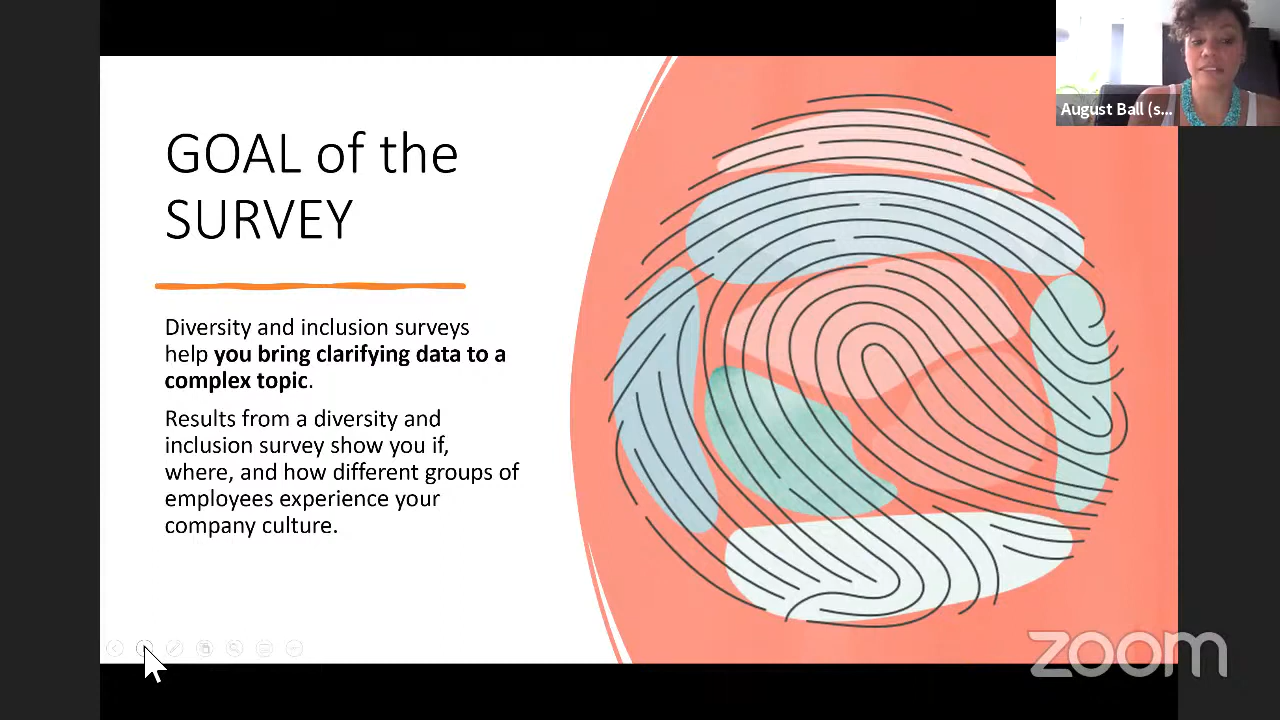 GOAL of the
SURVEY
Diversity and inclusion surveys
help you bring clarifying data to a
complex topic.
Results from a diversity and
inclusion survey show you if,
where, and how different groups of
employees experience your
company culture.
August Ball (s...
zoom